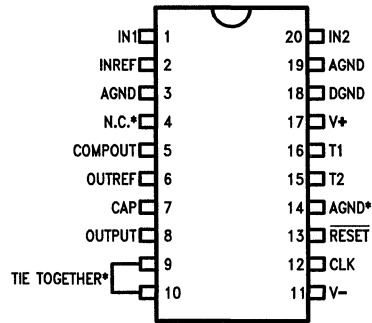 IN1 1 20 IN2
INREF 2 19 AGND
AGND 3 18 DGND
N.C.* 4 17 V+
COMPOUT 5 16 T1
OUTREF 6 15 T2
CAP 7 14 AGND*
OUTPUT 8 13 RESET
9 12 CLK
TIE TOGETHER*
10 11 V-